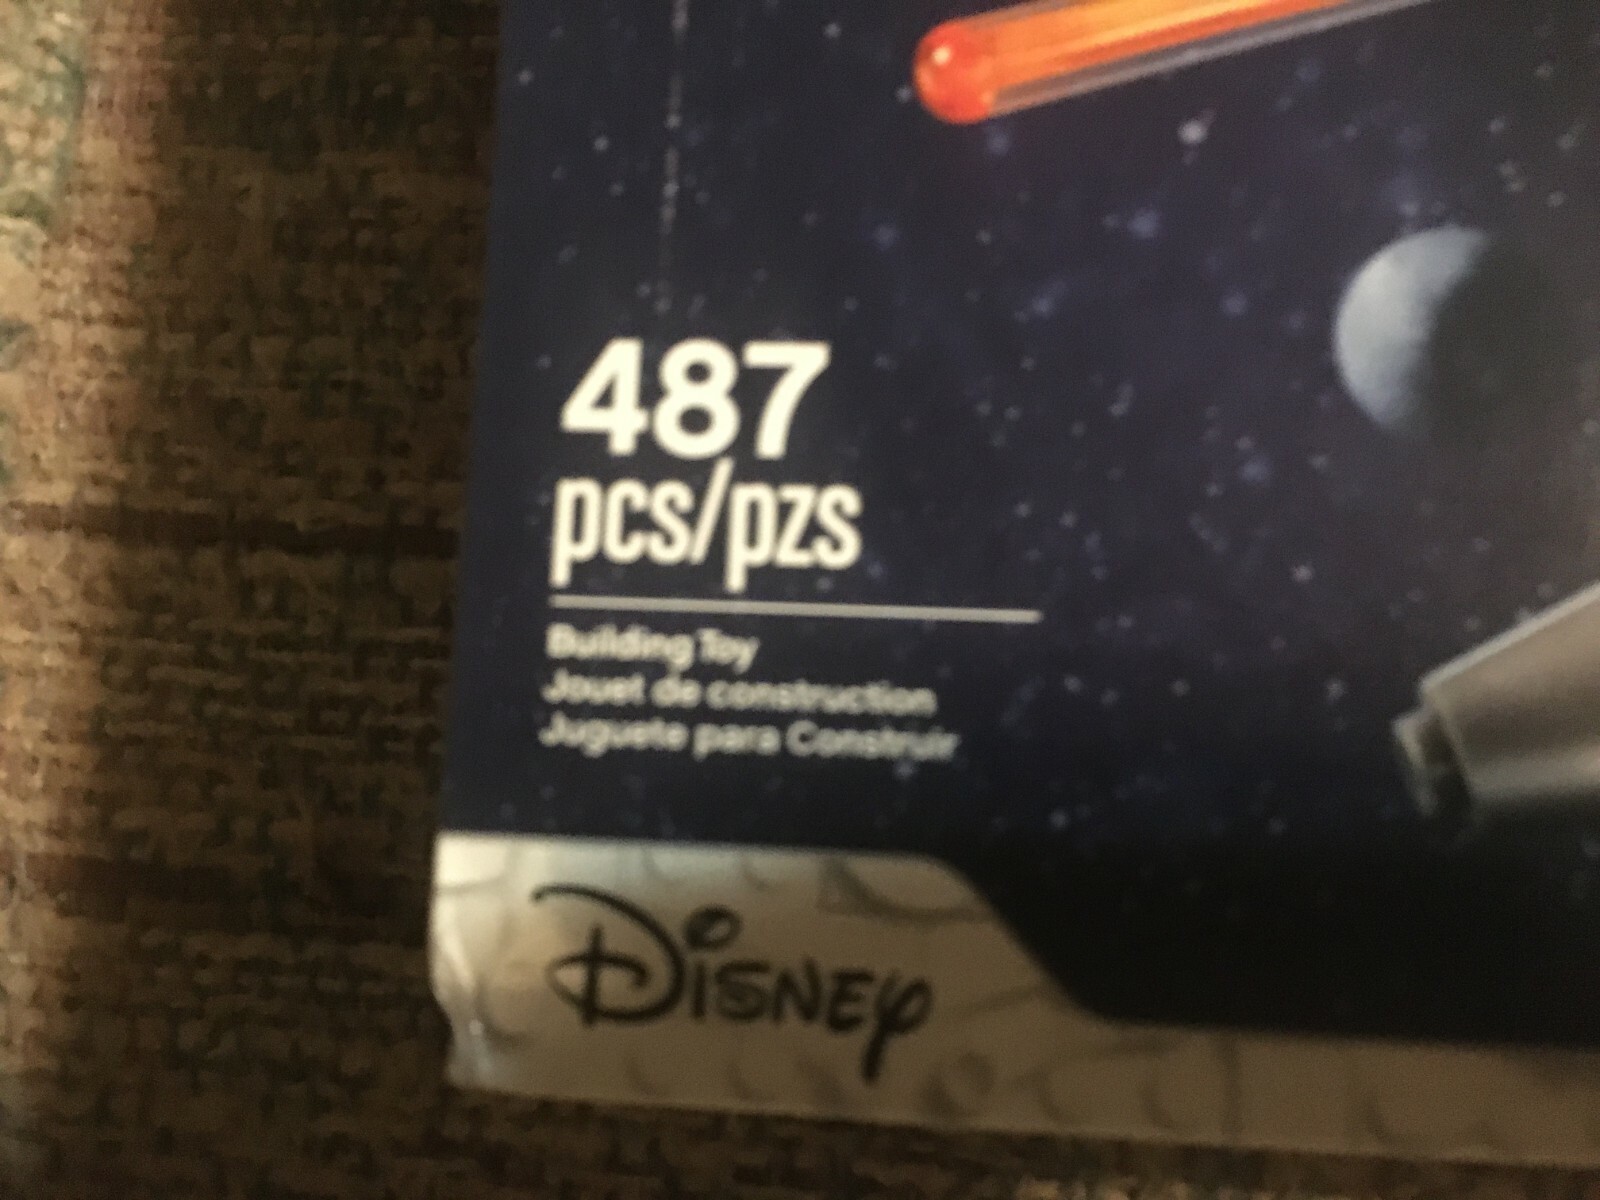 487
pcs/pzs
Building Toy
Jouet de construction
Juguete para Construir
Disney